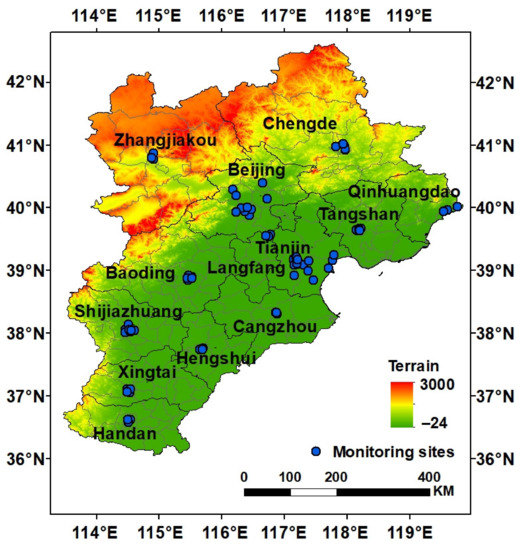 114°E 115°E 116°E 117°E 118°E 119°E
42°N 42°N
Chengde
Zhangjiakou
41°N 41°N
Beijing
Qinhuangdao
40°N 40°N
Tangshan
Tianjin
Langfang
Baoding
39°N 39°N
Shijiazhuang
Cangzhou
38°N 38°N
Hengshui
Xingtai
Terrain
3000
37°N 37°N
-24
Handan
Monitoring sites
36°N 36°N
0 100 200 400
KM
114°E 115°E 116°E 117°E 118°E 119°E